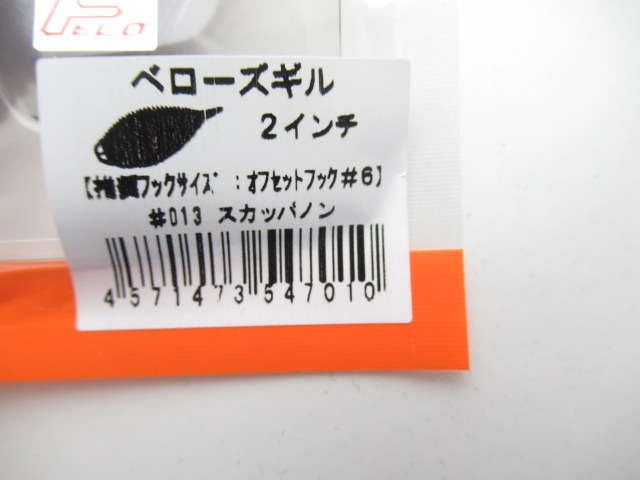 ベローズギル
2インチ
【推奨フックサイズ:オフセットフック#6】
#013 スカッパノン
4571473547010